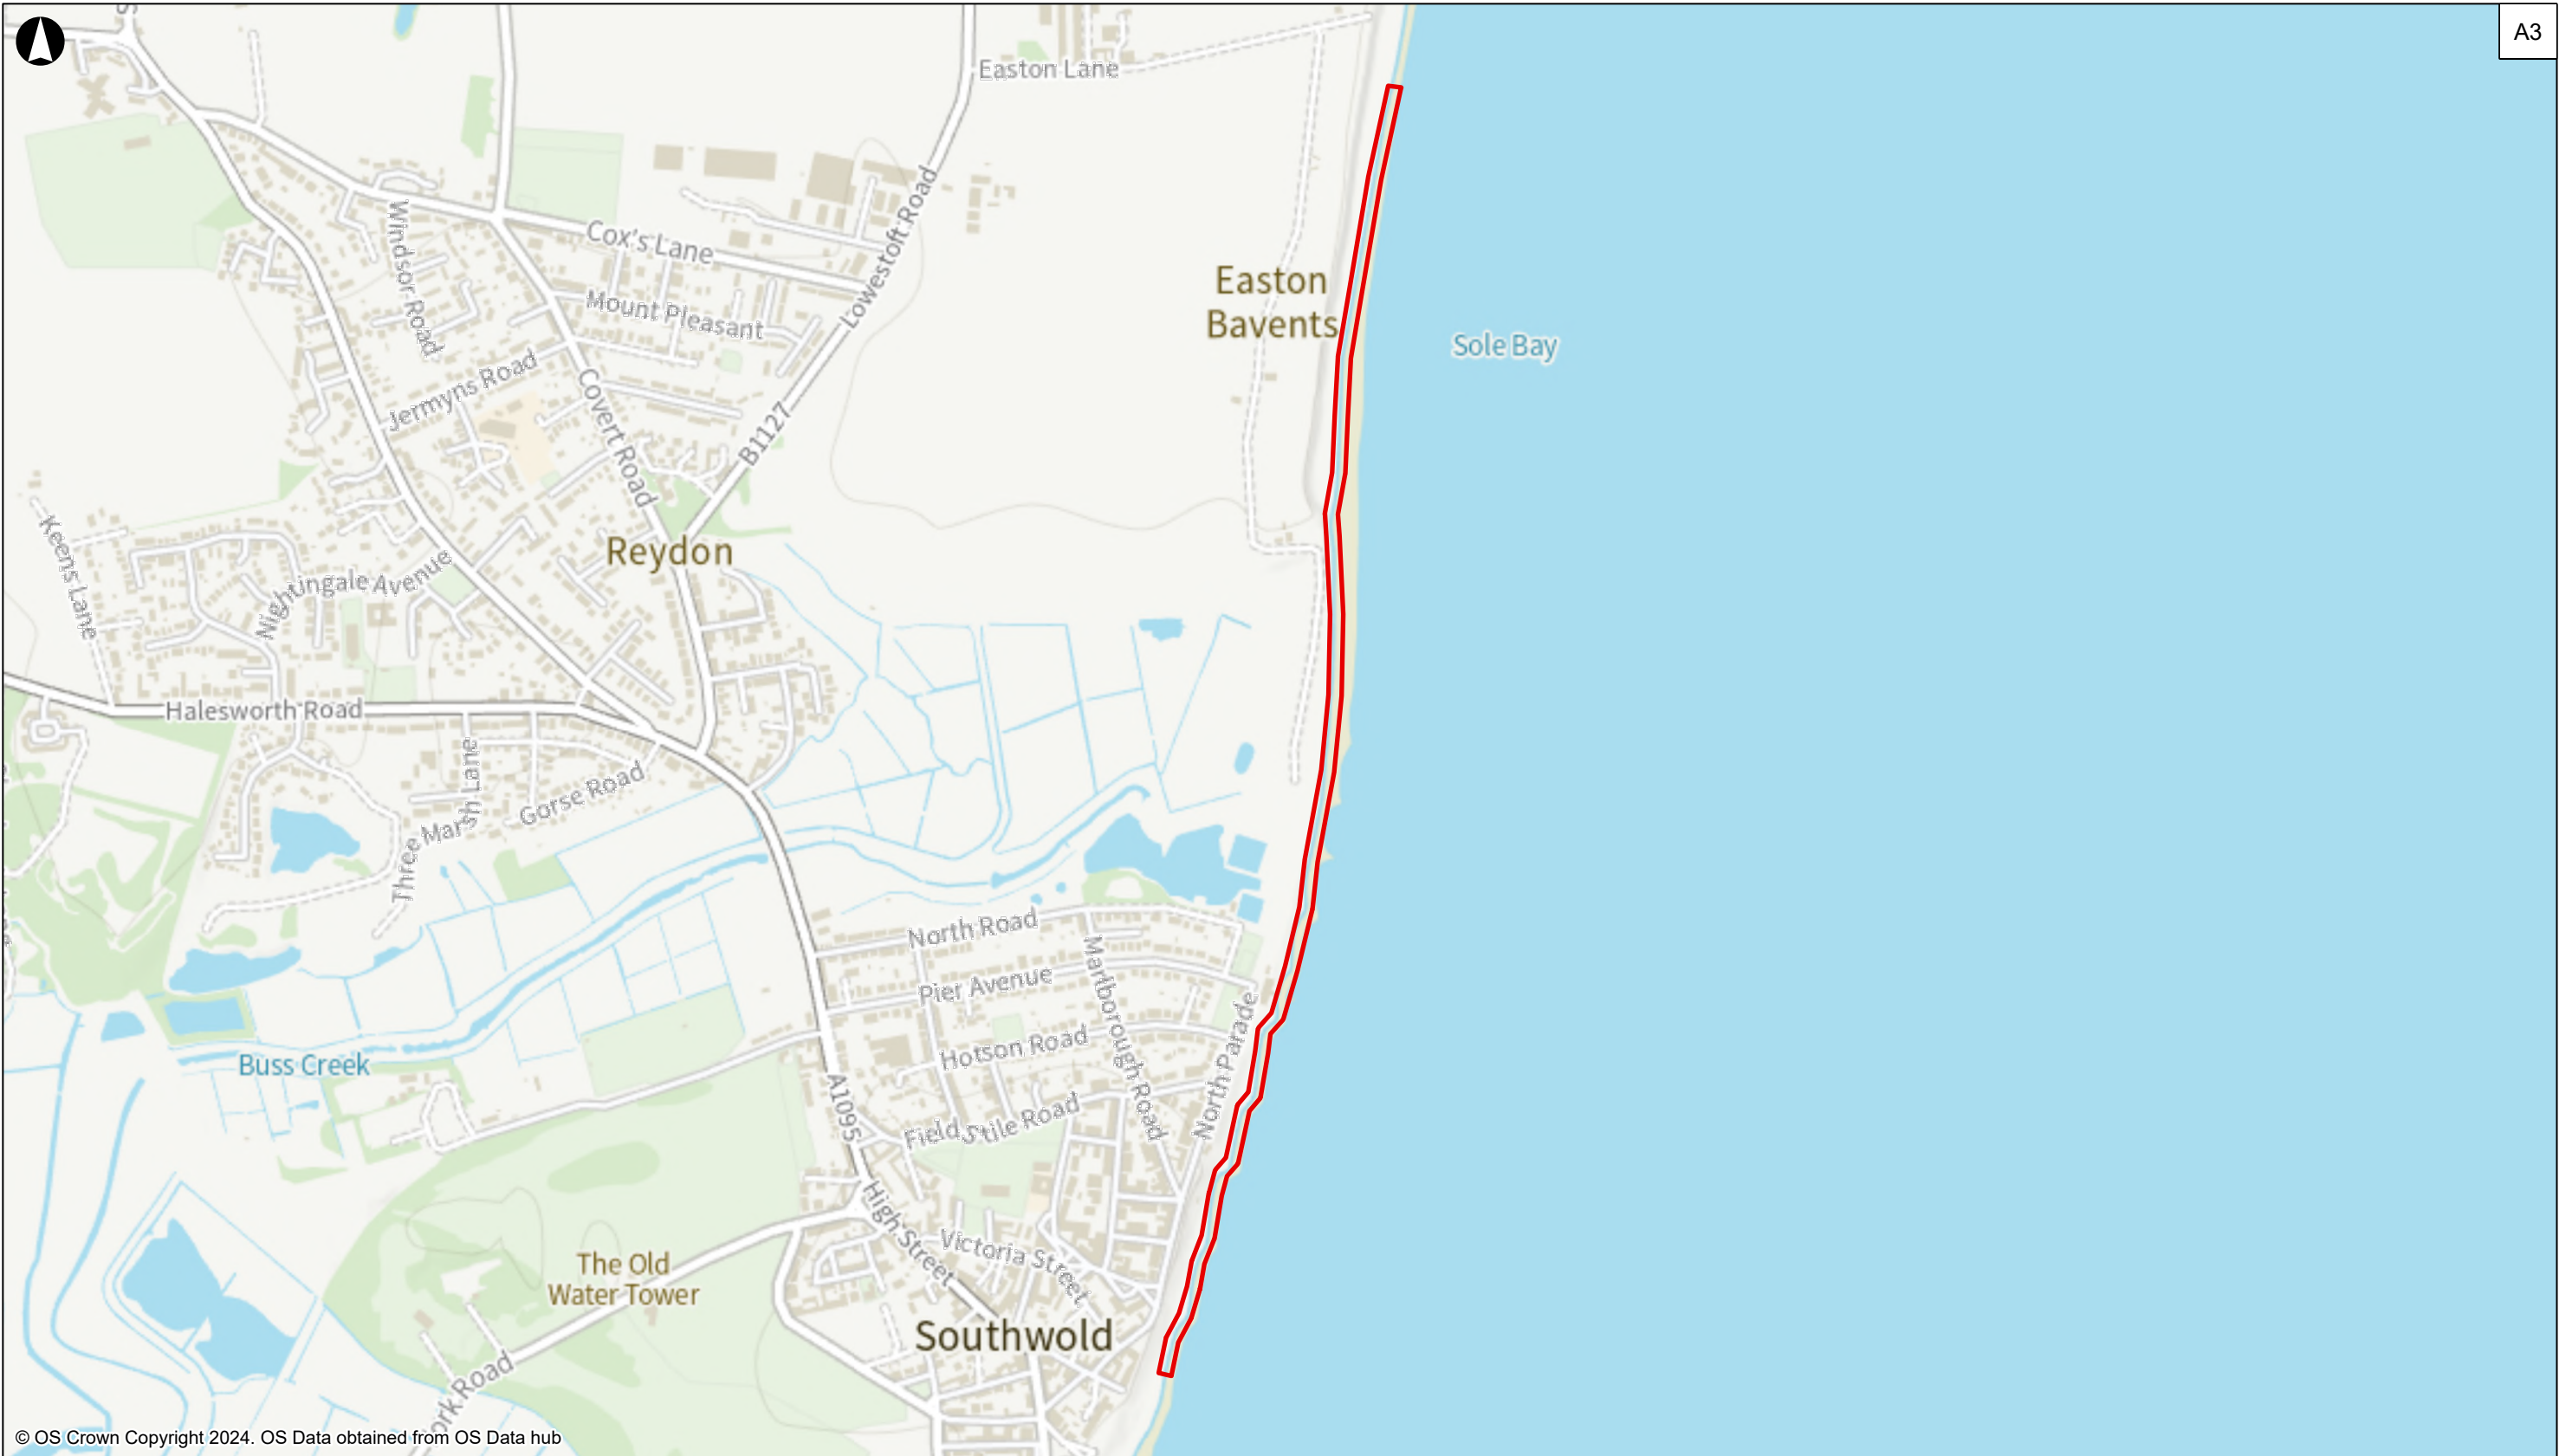 A3
Easton Lane
Windsor Road
Cox's Lane
Lowestoft Road
Mount Pleasant
Easton
Bavents
Sole Bay
Jermyns Road
Covert Road
B1127
Reydon
Keens Lane
Nightingale Avenue
Halesworth Road
Gorse Road
Three Marsh Lane
North Road
Pier Avenue
Marlborough Road
Hotson Road
North Parade
Buss Creek
A1095
Field Stile Road
High Street
Victoria Street
The Old
Water Tower
Southwold
ork Road
© OS Crown Copyright 2024. OS Data obtained from OS Data hub